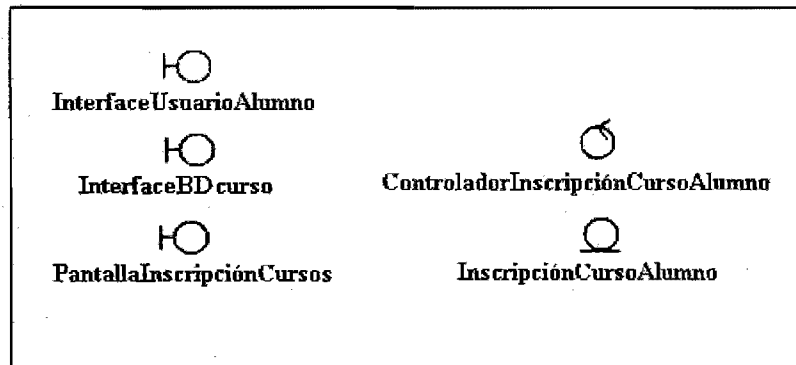 InterfaceUsuarioAlumno
InterfaceBDcurso
PantallaInscripciónCursos
ControladorInscripciónCursoAlumno
InscripciónCursoAlumno